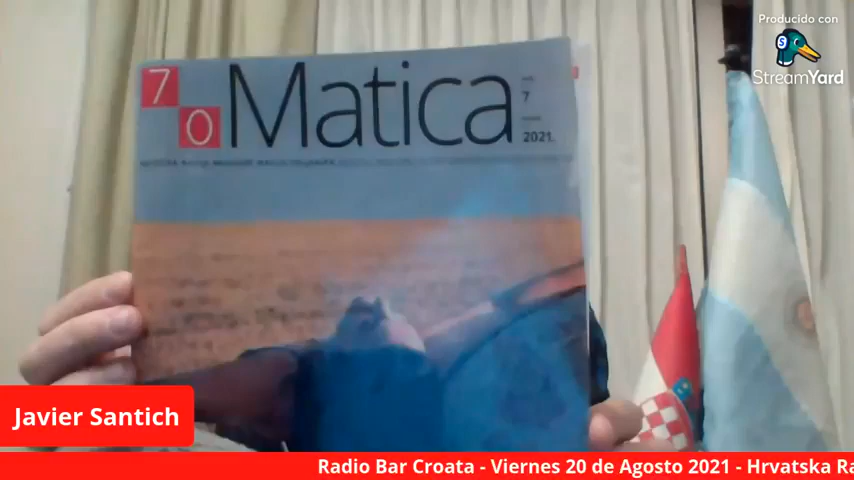 Producido con
StreamYard
70 Matica
7
2021.
Javier Santich
Radio Bar Croata - Viernes 20 de Agosto 2021 - Hrvatska Ra